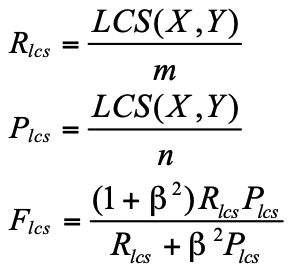 R_lcs = LCS(X,Y) / m
P_lcs = LCS(X,Y) / n
F_lcs = (1 + β²)R_lcs P_lcs / R_lcs + β²P_lcs